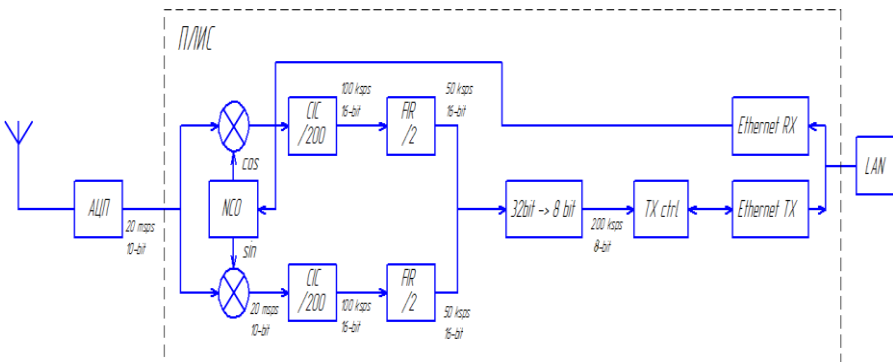 ПЛИС
CIC
/200
100 ksps
16-bit
FIR
/2
50 ksps
16-bit
Ethernet RX
cos
LAN
АЦП
20 msps
10-bit
NCO
32bit -> 8 bit
200 ksps
8-bit
TX ctrl
Ethernet TX
sin
20 msps
10-bit
CIC
/200
100 ksps
16-bit
FIR
/2
50 ksps
16-bit